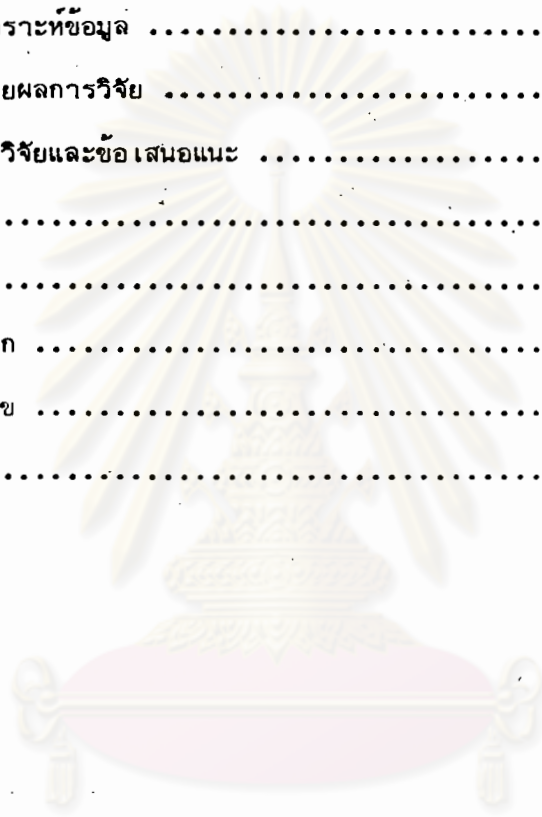 ราะห์ข้อมูล ..............................
ยผลการวิจัย ..............................
วิจัยและข้อเสนอแนะ ......................
........................................
........................................
ก ......................................
ข ......................................
........................................